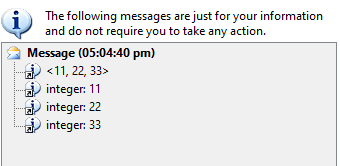 The following messages are just for your information
and do not require you to take any action.
Message (05:04:40 pm)
<11, 22, 33>
integer: 11
integer: 22
integer: 33